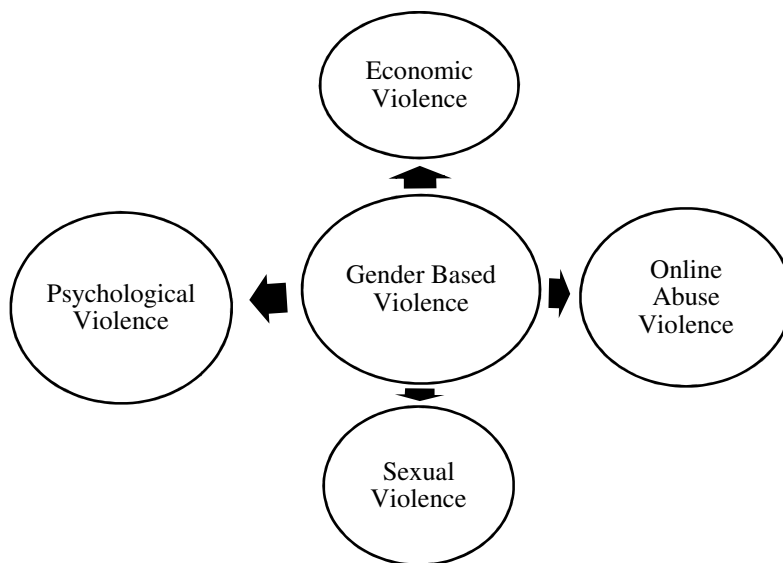 Economic
Violence
Psychological
Violence
Gender Based
Violence
Online
Abuse
Violence
Sexual
Violence